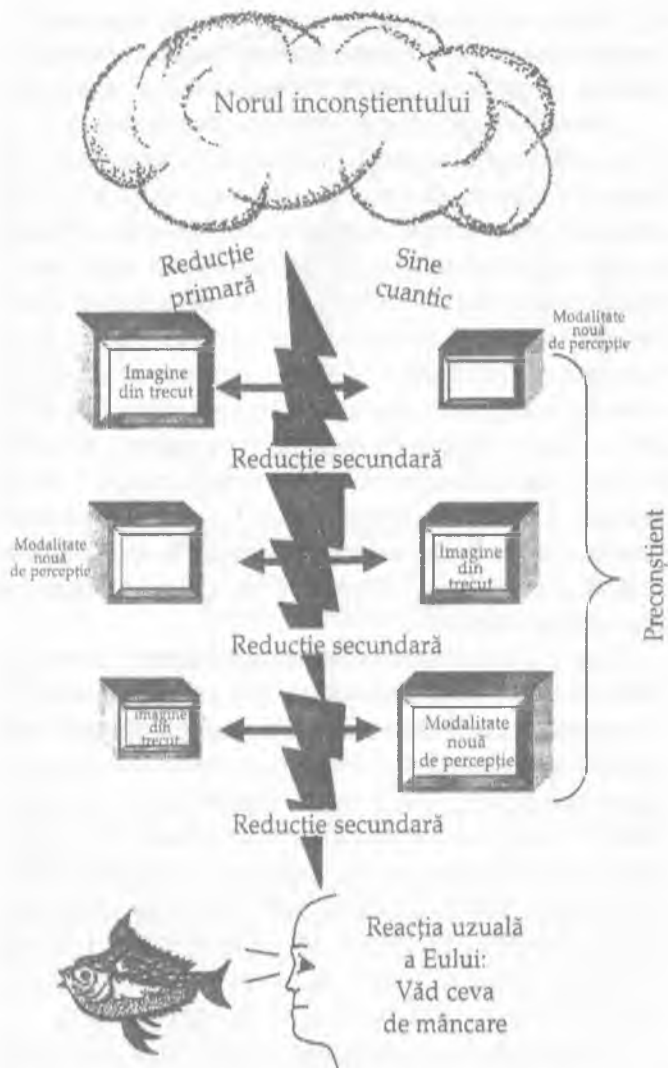 Norul inconștientului
Reducție
primară
Sine
cuantic
Modalitate
nouă
de percepție
Imagine
din trecut
Reducție secundară
Modalitate
nouă
de percepție
Imagine
din
trecut
Preconștient
Reducție secundară
imagine
din
trecut
Modalitate
nouă
de percepție
Reducție secundară
Reacția uzuală
a Eului:
Văd ceva
de mâncare